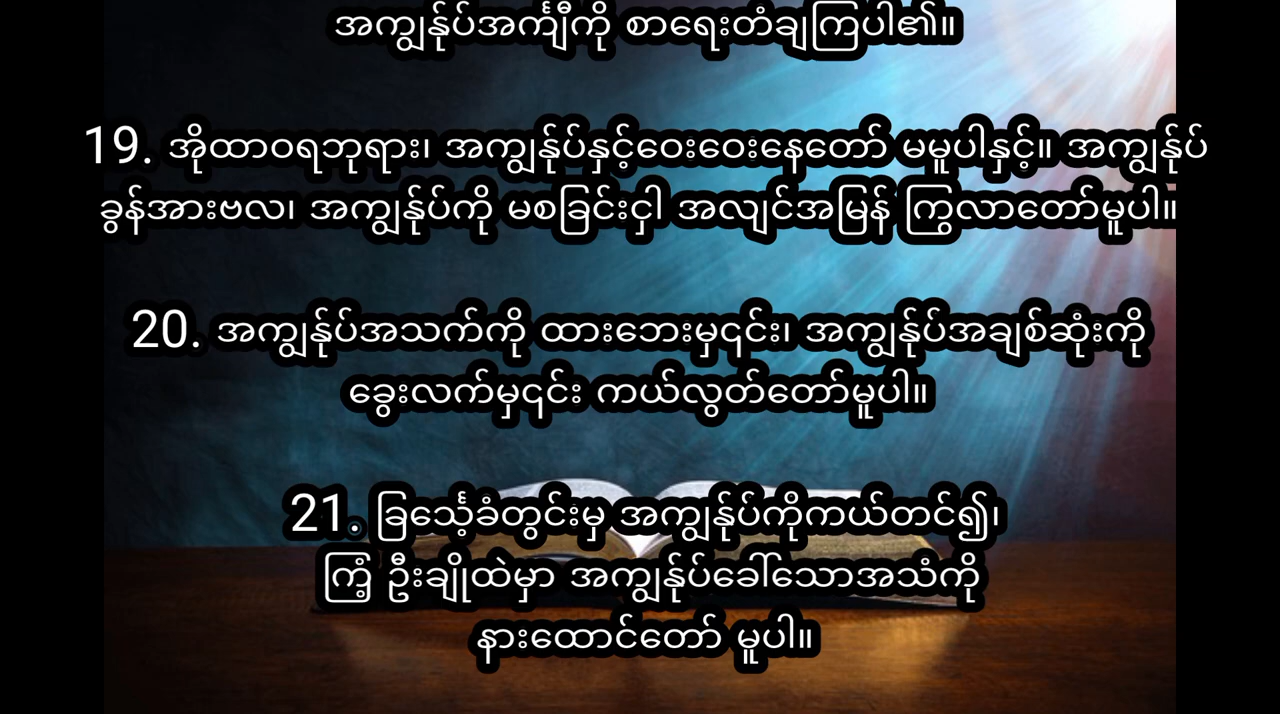 အကျွန်ုပ်အင်္ကျီကို စာရေးတံချကြပါ၏။
19. အိုထာဝရဘုရား၊ အကျွန်ုပ်နှင့်ဝေးဝေးနေတော် မမူပါနှင့်။ အကျွန်ုပ်
ခွန်အားဗလ၊ အကျွန်ုပ်ကို မစခြင်းငှါ အလျင်အမြန် ကြွလာတော်မူပါ။
20. အကျွန်ုပ်အသက်ကို ထားဘေးမှ၎င်း၊ အကျွန်ုပ်အချစ်ဆုံးကို
ခွေးလက်မှ၎င်း ကယ်လွှတ်တော်မူပါ။
21. ခြင်္သေ့ခံတွင်းမှ အကျွန်ုပ်ကိုကယ်တင်၍၊
ကြံ့ ဦးချိုထဲမှာ အကျွန်ုပ်ခေါ်သောအသံကို
နားထောင်တော် မူပါ။